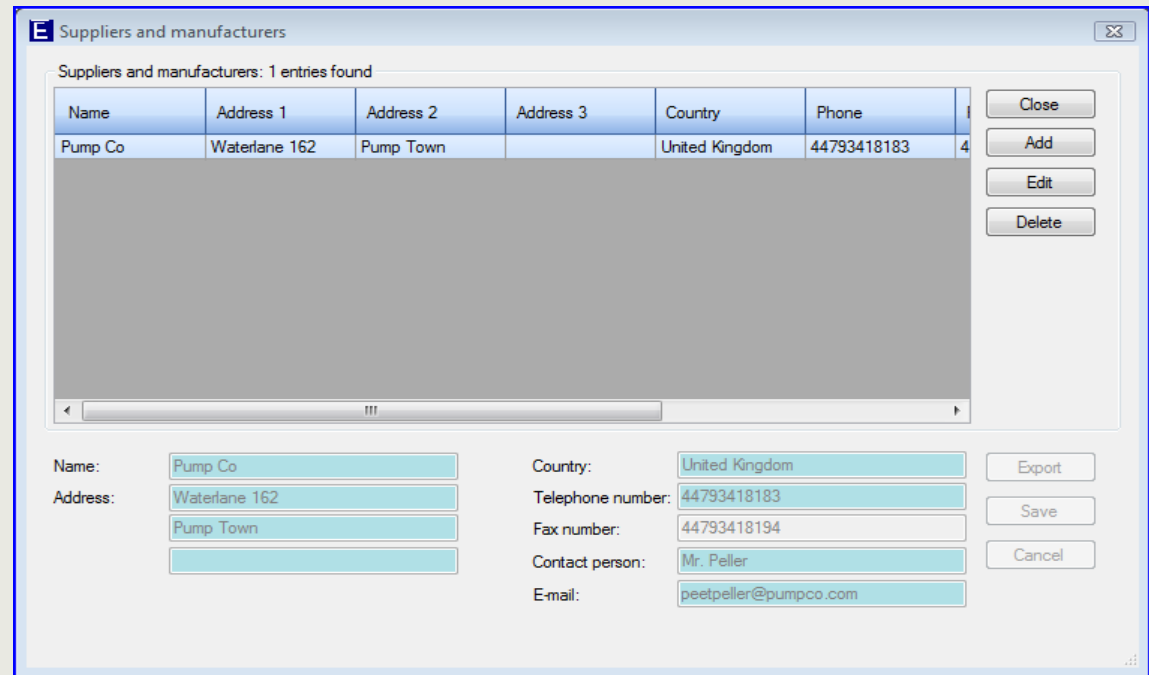 E Suppliers and manufacturers
Suppliers and manufacturers: 1 entries found
Name Address 1 Address 2 Address 3 Country Phone
Pump Co Waterlane 162 Pump Town United Kingdom 44793418183 4
Close
Add
Edit
Delete
Name: Pump Co
Address: Waterlane 162
Pump Town
Country: United Kingdom
Telephone number: 44793418183
Fax number: 44793418194
Contact person: Mr. Peller
E-mail: peetpeller@pumpco.com
Export
Save
Cancel